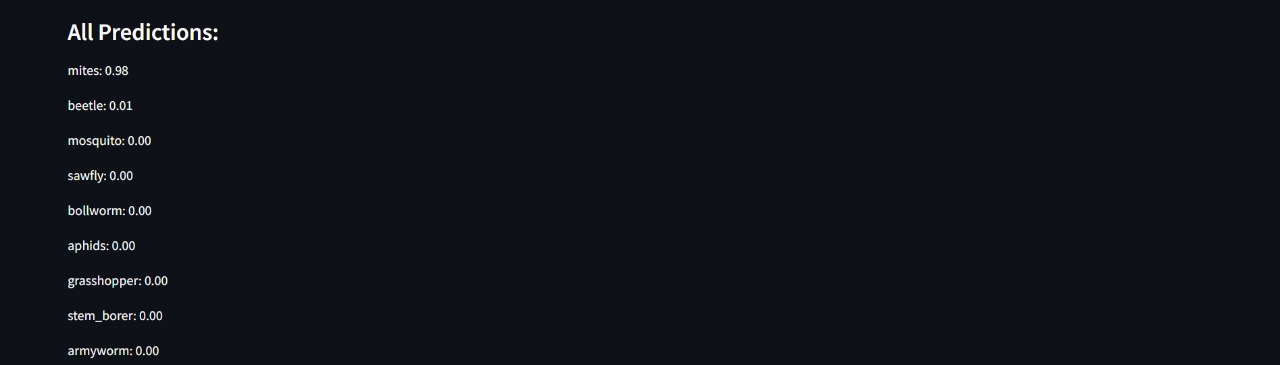 All Predictions:
mites: 0.98
beetle: 0.01
mosquito: 0.00
sawfly: 0.00
bollworm: 0.00
aphids: 0.00
grasshopper: 0.00
stem_borer: 0.00
armyworm: 0.00